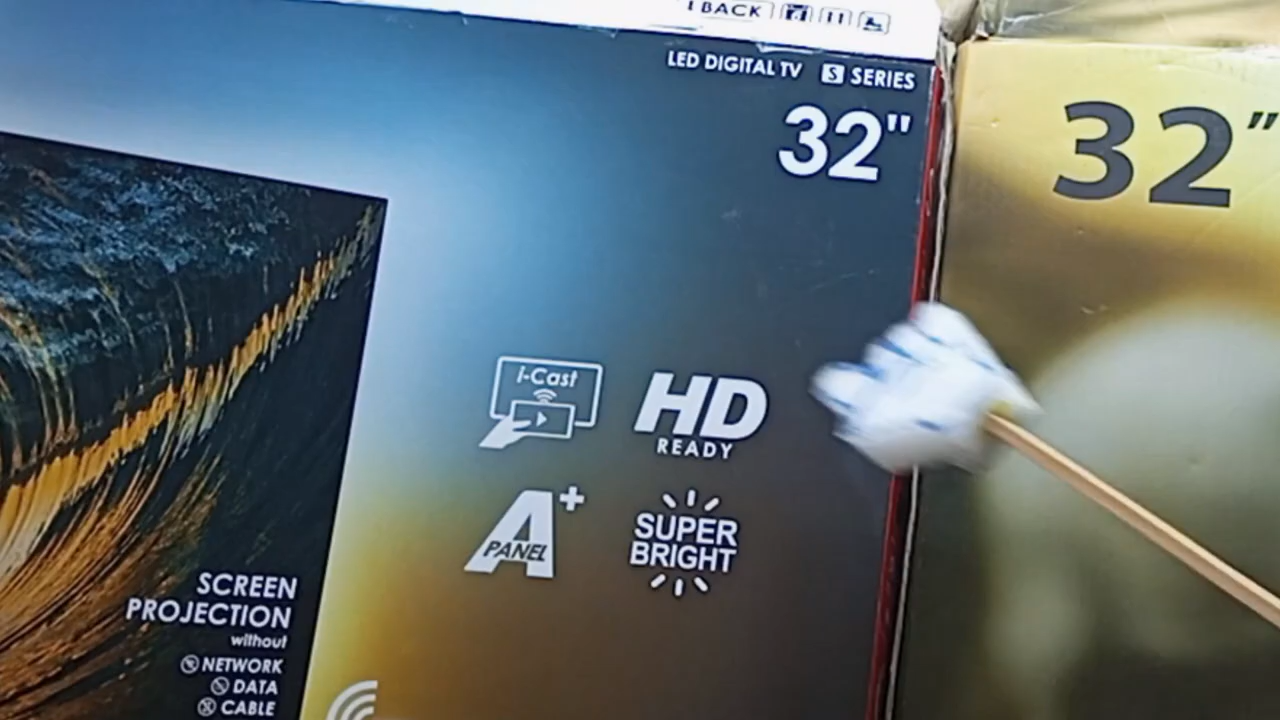 BACK
LED DIGITAL TV S SERIES
32"
32"
i-Cast
HD
READY
A+
PANEL
SUPER
BRIGHT
SCREEN
PROJECTION
without
NETWORK
DATA
CABLE